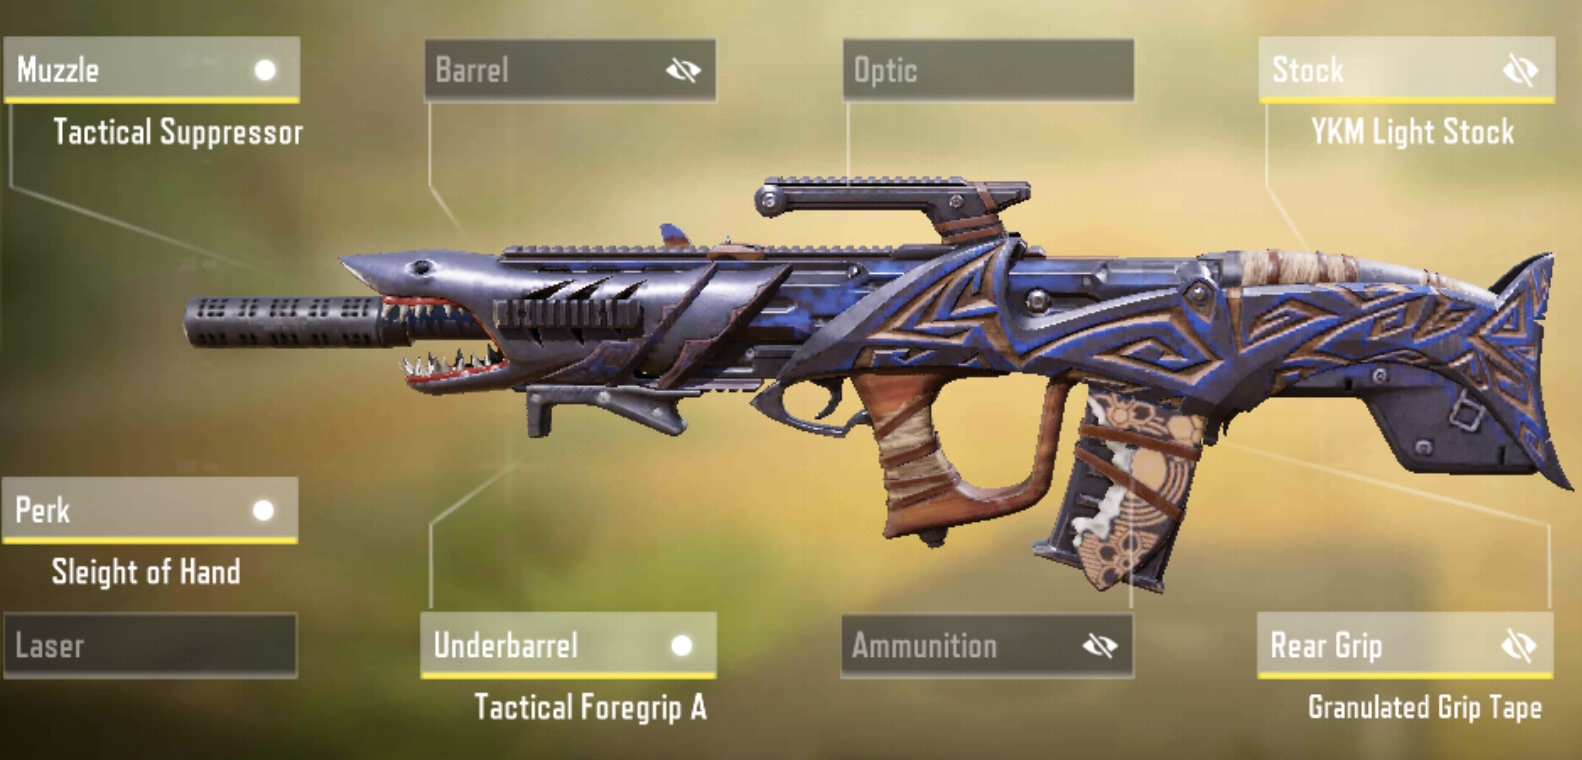 Muzzle
Tactical Suppressor
Barrel
Optic
Stock
YKM Light Stock
Perk
Sleight of Hand
Laser
Underbarrel
Tactical Foregrip A
Ammunition
Rear Grip
Granulated Grip Tape